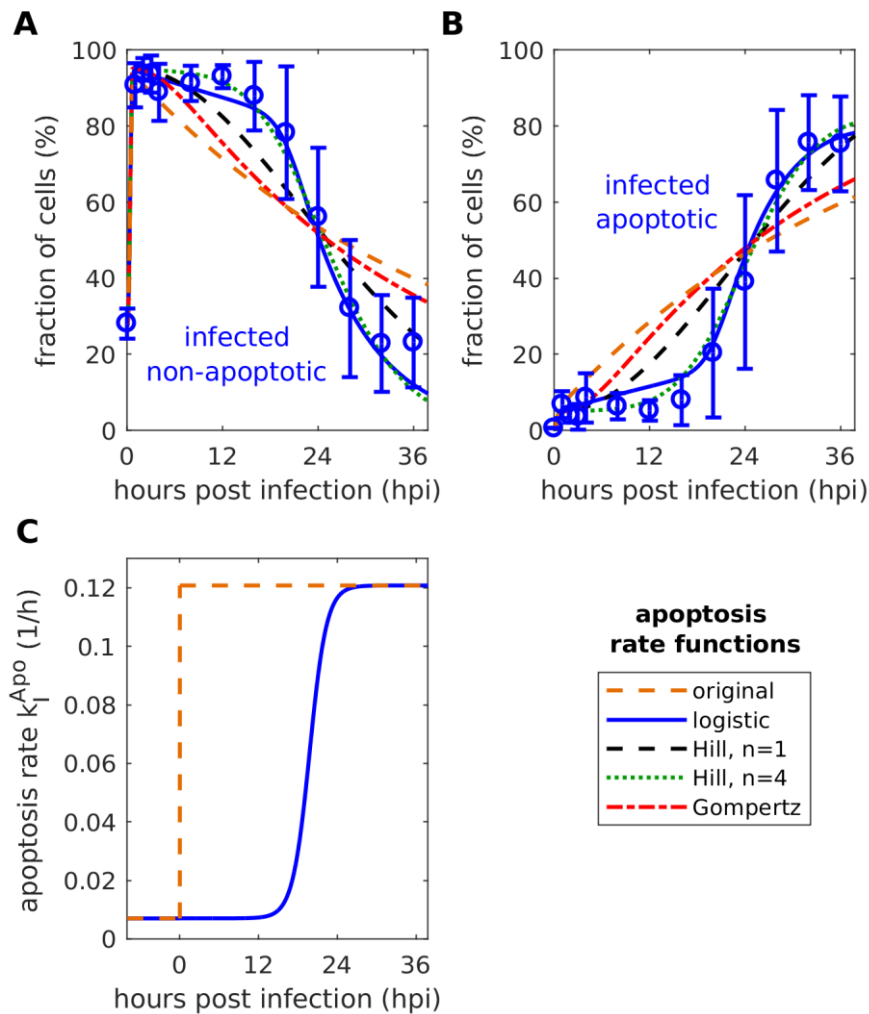 A
fraction of cells (%)
100
80
60
40
20
0
infected
non-apoptotic
0 12 24 36
hours post infection (hpi)
B
fraction of cells (%)
100
80
60
40
20
0
infected
apoptotic
0 12 24 36
hours post infection (hpi)
C
apoptosis rate k_I^Apo (1/h)
0.12
0.1
0.08
0.06
0.04
0.02
0
0 12 24 36
hours post infection (hpi)
apoptosis
rate functions
original
logistic
Hill, n=1
Hill, n=4
Gompertz